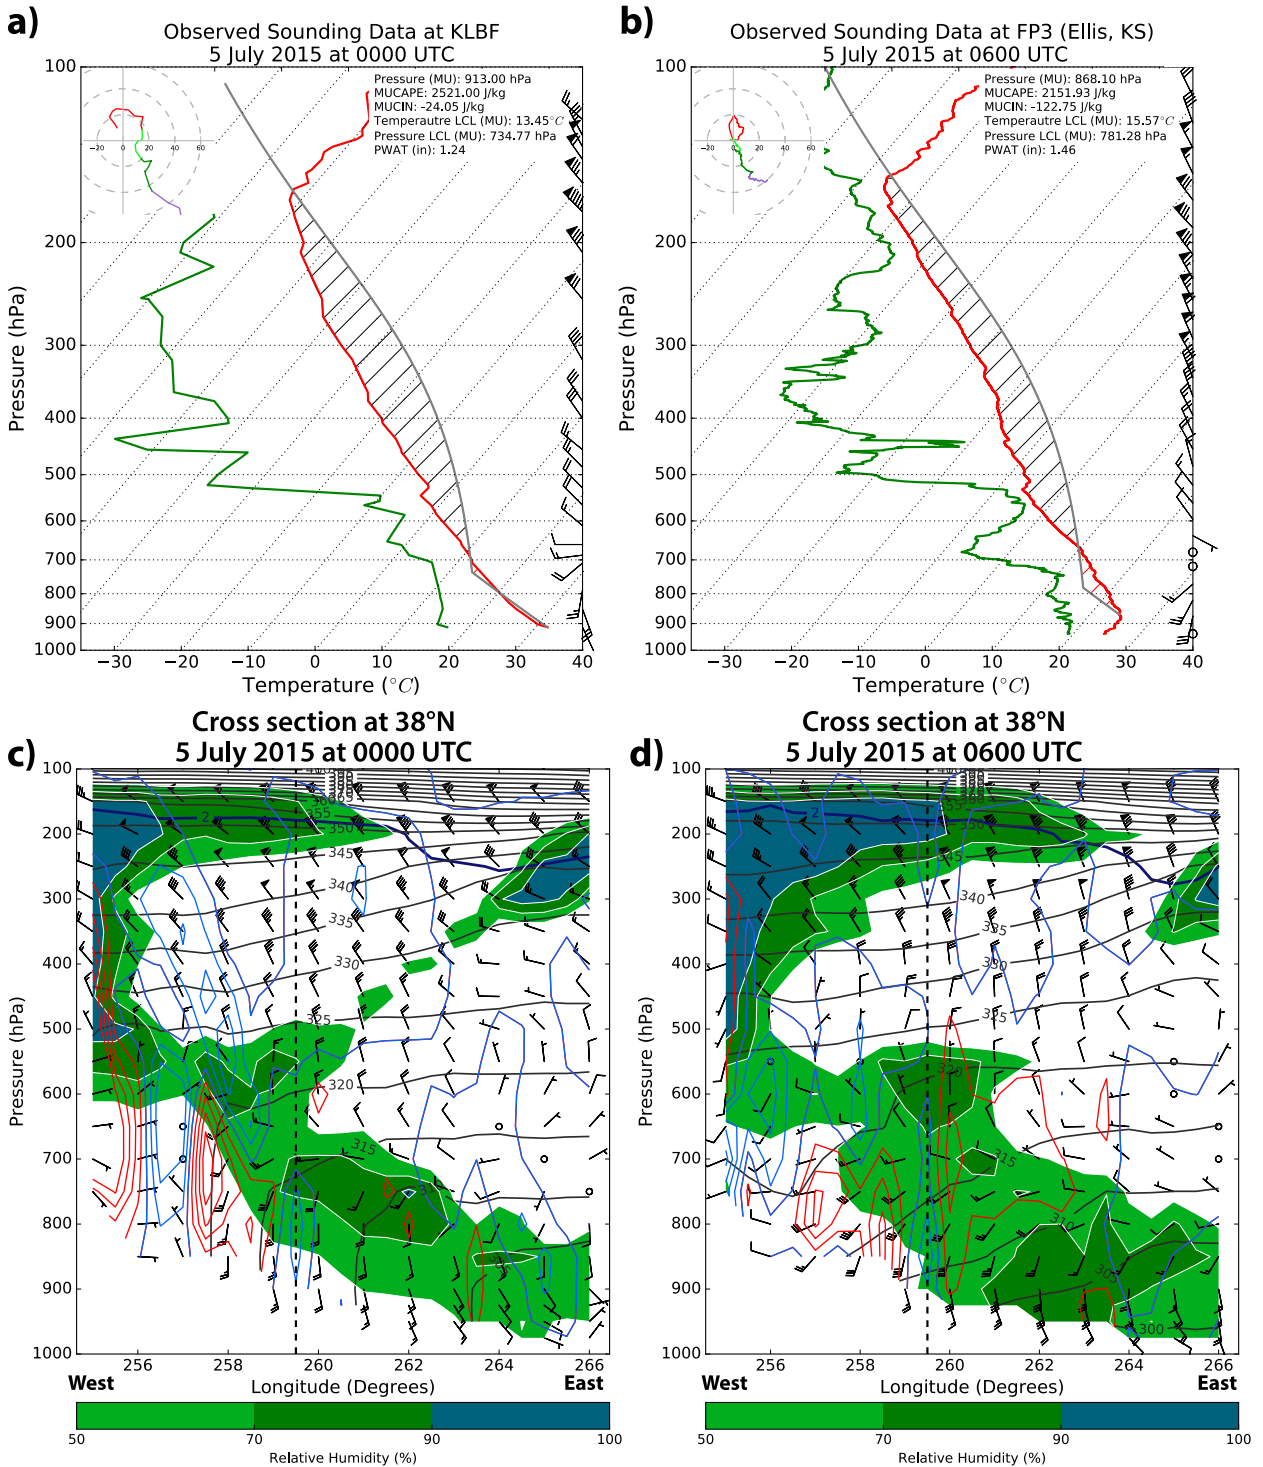 a)
Observed Sounding Data at KLBF
5 July 2015 at 0000 UTC
Pressure (MU): 913.00 hPa
MUCAPE: 2521.00 J/kg
MUCIN: -24.05 J/kg
Temperautre LCL (MU): 13.45°C
Pressure LCL (MU): 734.77 hPa
PWAT (in): 1.24
−20 0 20 40 60
100
200
300
400
500
600
700
800
900
1000
Pressure (hPa)
−30 −20 −10 0 10 20 30 40
Temperature (°C)
b)
Observed Sounding Data at FP3 (Ellis, KS)
5 July 2015 at 0600 UTC
Pressure (MU): 868.10 hPa
MUCAPE: 2151.93 J/kg
MUCIN: -122.75 J/kg
Temperautre LCL (MU): 15.57°C
Pressure LCL (MU): 781.28 hPa
PWAT (in): 1.46
−20 0 20 40 60
100
200
300
400
500
600
700
800
900
1000
Pressure (hPa)
−30 −20 −10 0 10 20 30 40
Temperature (°C)
c)
Cross section at 38°N
5 July 2015 at 0000 UTC
100
200
300
400
500
600
700
800
900
1000
Pressure (hPa)
365
360
355
2
350
345
340
335
330
325
320
315
305
256 258 260 262 264 266
West Longitude (Degrees) East
50 70 90 100
Relative Humidity (%)
d)
Cross section at 38°N
5 July 2015 at 0600 UTC
100
200
300
400
500
600
700
800
900
1000
Pressure (hPa)
2
350
345
340
335
330
325
320
315
310
305
300
256 258 260 262 264 266
West Longitude (Degrees) East
50 70 90 100
Relative Humidity (%)